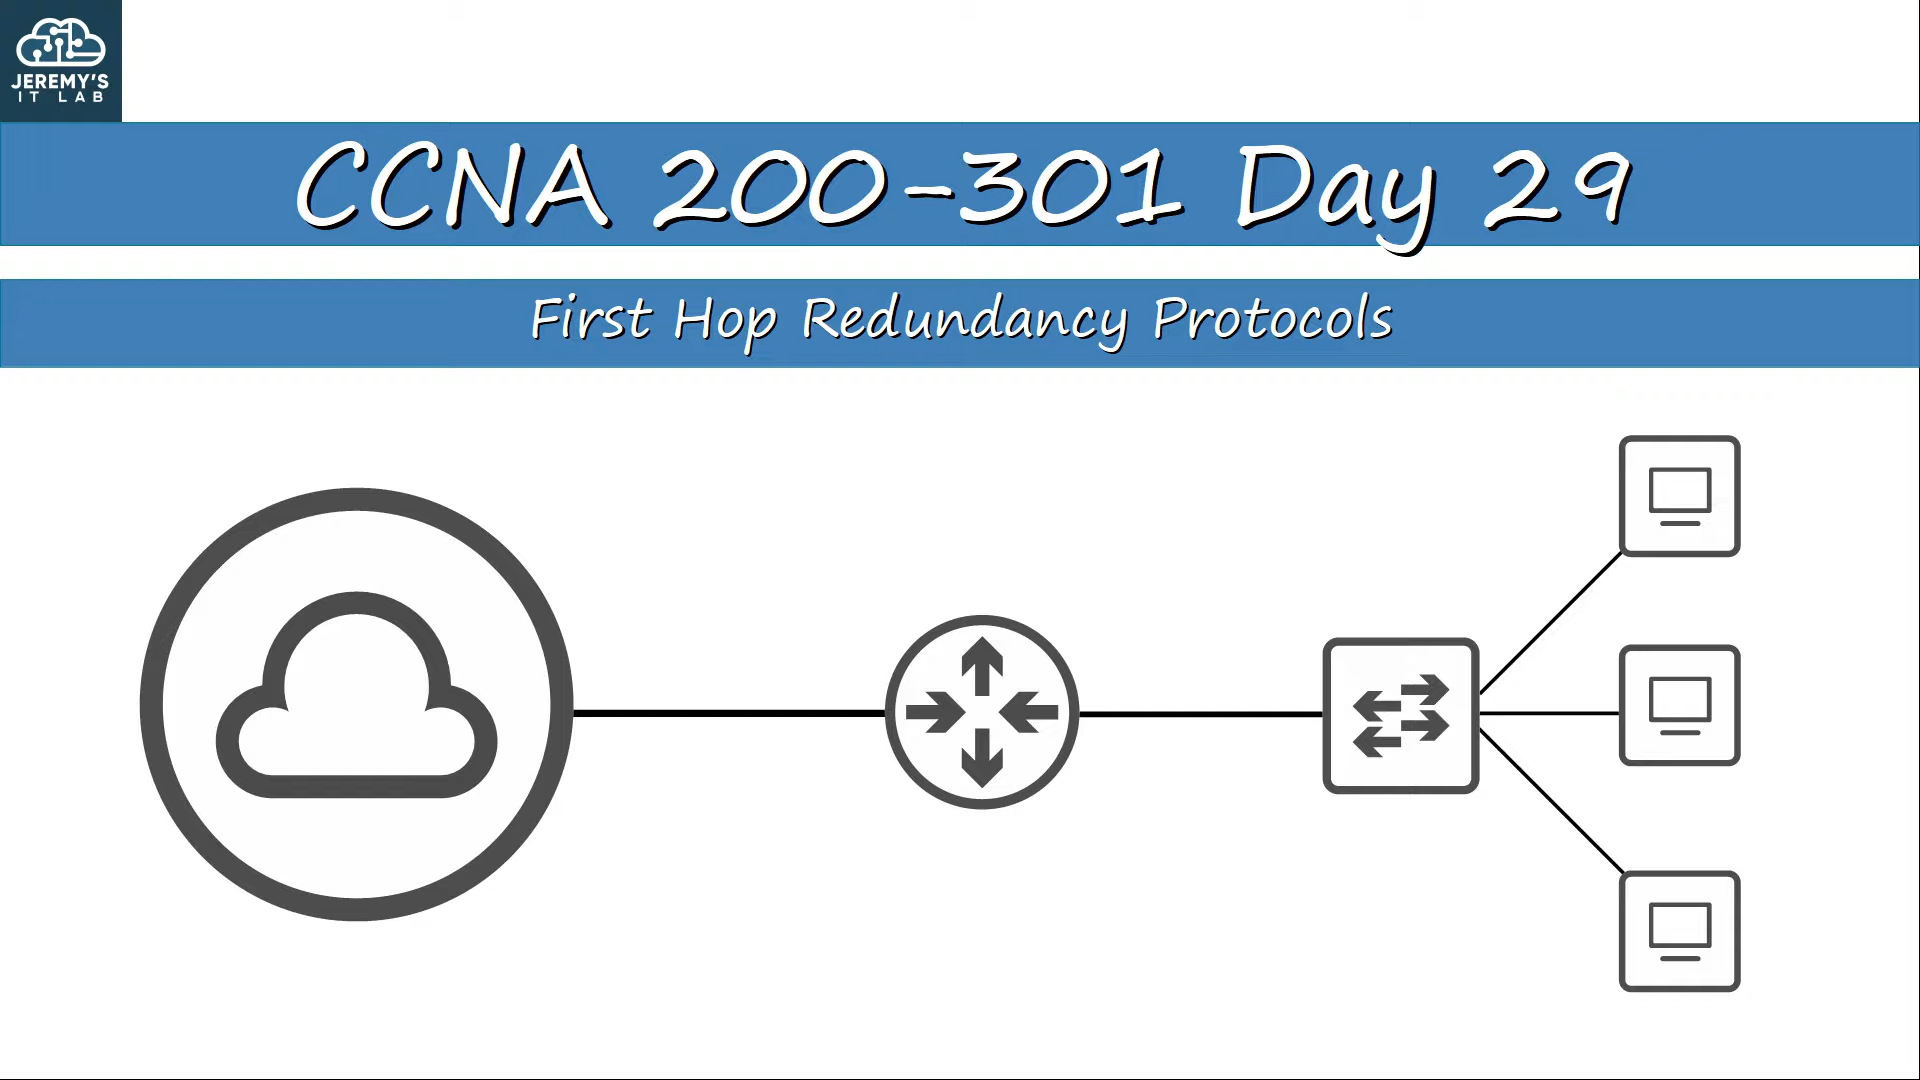 JEREMY'S
IT LAB
CCNA 200-301 Day 29
First Hop Redundancy Protocols